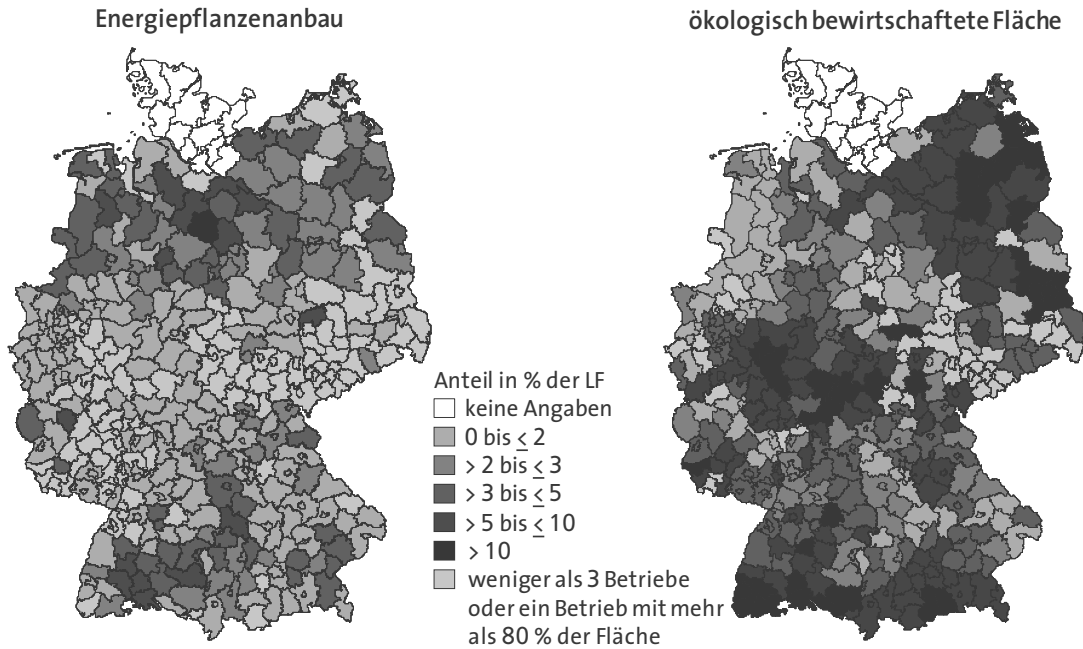 Energiepflanzenanbau
ökologisch bewirtschaftete Fläche
Anteil in % der LF
keine Angaben
0 bis ≤ 2
> 2 bis ≤ 3
> 3 bis ≤ 5
> 5 bis ≤ 10
> 10
weniger als 3 Betriebe
oder ein Betrieb mit mehr
als 80 % der Fläche